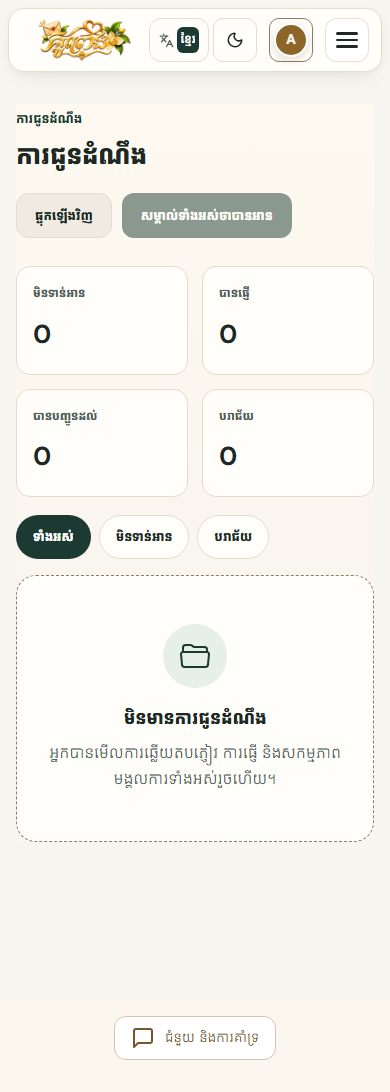 ខ្មែរ
A
ការជូនដំណឹង
ការជូនដំណឹង
ផ្ទុកឡើងវិញ
សម្គាល់ទាំងអស់ថាបានអាន
មិនទាន់អាន
បានផ្ញើ
0
0
បានបញ្ជូនដល់
បរាជ័យ
0
0
ទាំងអស់
មិនទាន់អាន
បរាជ័យ
មិនមានការជូនដំណឹង
អ្នកបានមើលការឆ្លើយតបភ្ញៀវ ការផ្ញើ និងសកម្មភាព
មង្គលការទាំងអស់រួចហើយ។
ជំនួយ និងការគាំទ្រ